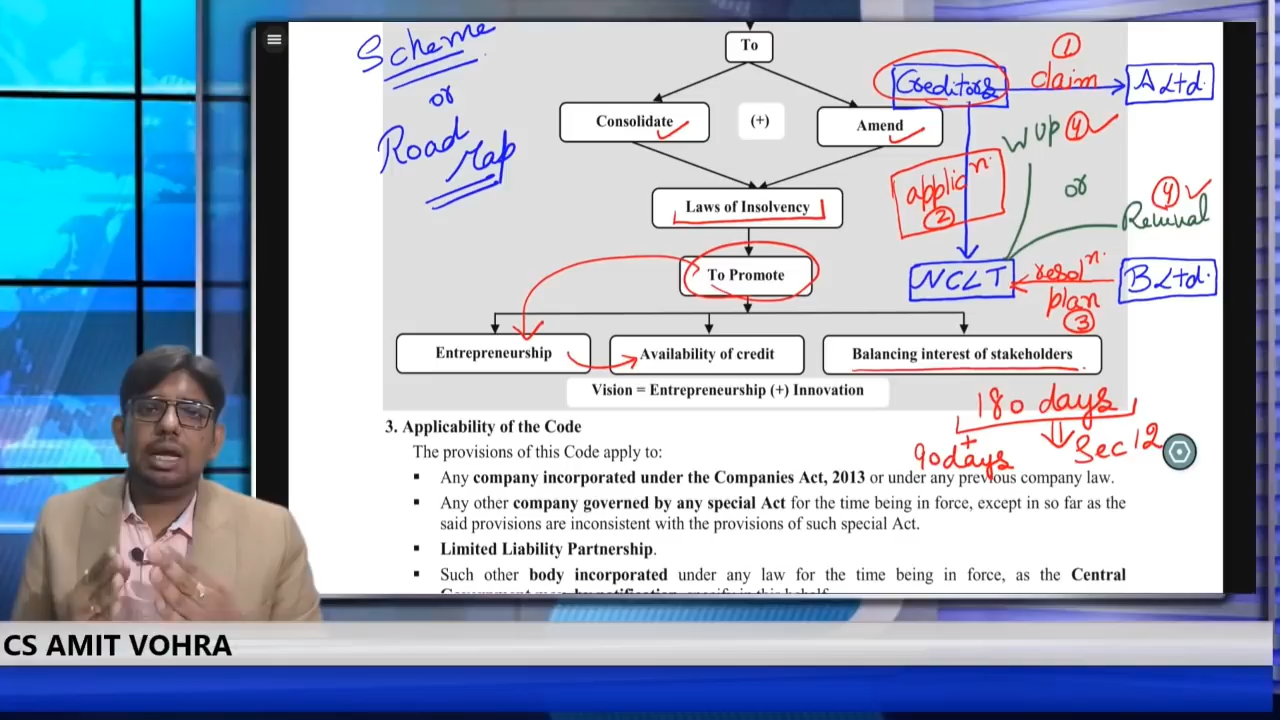 Scheme
or
Road
Map
To
Consolidate
(+)
Amend
Laws of Insolvency
To Promote
Entrepreneurship
Availability of credit
Balancing interest of stakeholders
Vision = Entrepreneurship (+) Innovation
Creditors
1
claim
A Ltd.
applicn.
2
WUP 4
or
4
Revival
NCLT
resoln.
plan
3
B Ltd.
180 days
+
90 days
Sec 12
3. Applicability of the Code
The provisions of this Code apply to:
▪ Any company incorporated under the Companies Act, 2013 or under any previous company law.
▪ Any other company governed by any special Act for the time being in force, except in so far as the
said provisions are inconsistent with the provisions of such special Act.
▪ Limited Liability Partnership.
▪ Such other body incorporated under any law for the time being in force, as the Central
CS AMIT VOHRA